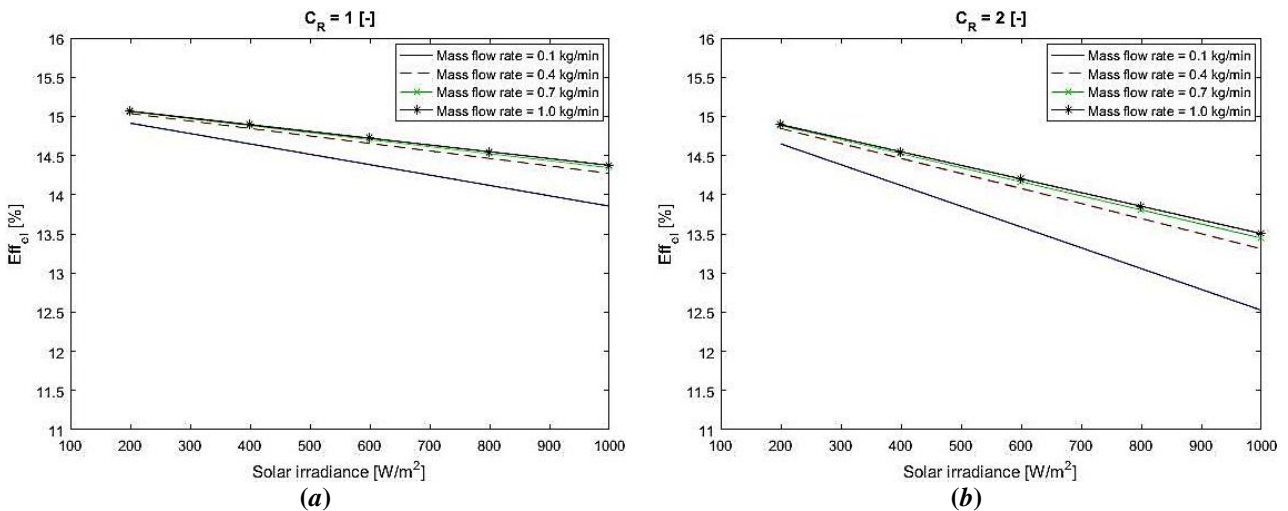 C_R = 1 [-]
16
15.5
15
14.5
14
13.5
13
12.5
12
11.5
11
Eff_el [%]
Mass flow rate = 0.1 kg/min
Mass flow rate = 0.4 kg/min
Mass flow rate = 0.7 kg/min
Mass flow rate = 1.0 kg/min
100 200 300 400 500 600 700 800 900 1000
Solar irradiance [W/m²]
(a)
C_R = 2 [-]
16
15.5
15
14.5
14
13.5
13
12.5
12
11.5
11
Eff_el [%]
Mass flow rate = 0.1 kg/min
Mass flow rate = 0.4 kg/min
Mass flow rate = 0.7 kg/min
Mass flow rate = 1.0 kg/min
100 200 300 400 500 600 700 800 900 1000
Solar irradiance [W/m²]
(b)